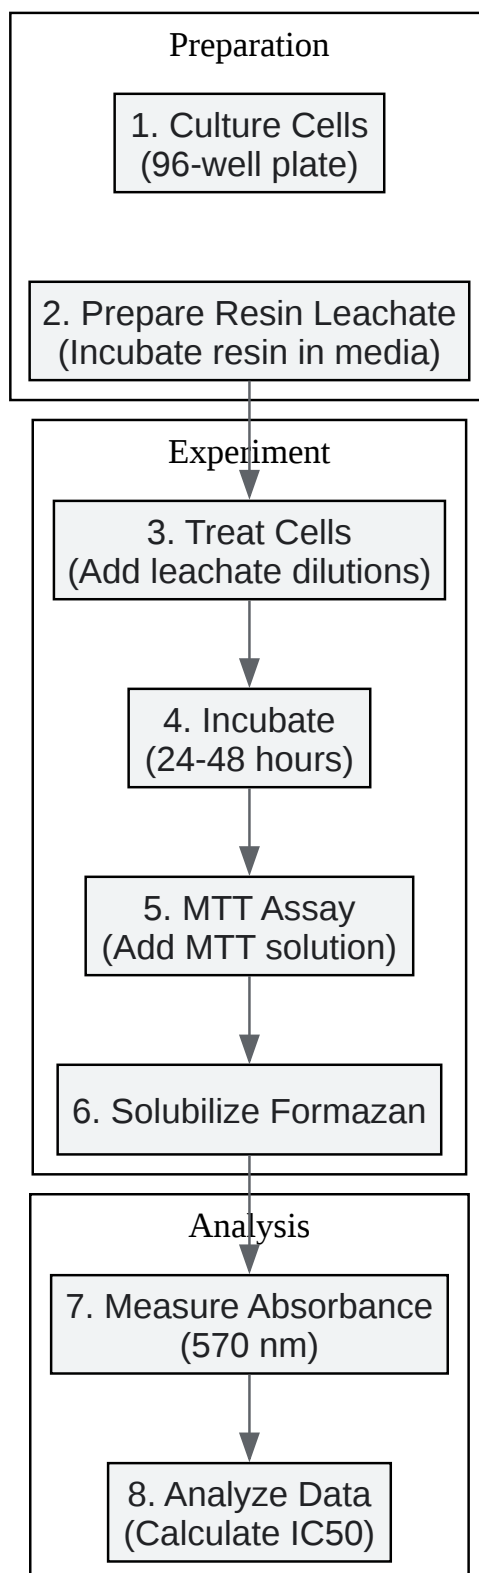 Preparation
1. Culture Cells
(96-well plate)
2. Prepare Resin Leachate
(Incubate resin in media)
Experiment
3. Treat Cells
(Add leachate dilutions)
4. Incubate
(24-48 hours)
5. MTT Assay
(Add MTT solution)
6. Solubilize Formazan
Analysis
7. Measure Absorbance
(570 nm)
8. Analyze Data
(Calculate IC50)